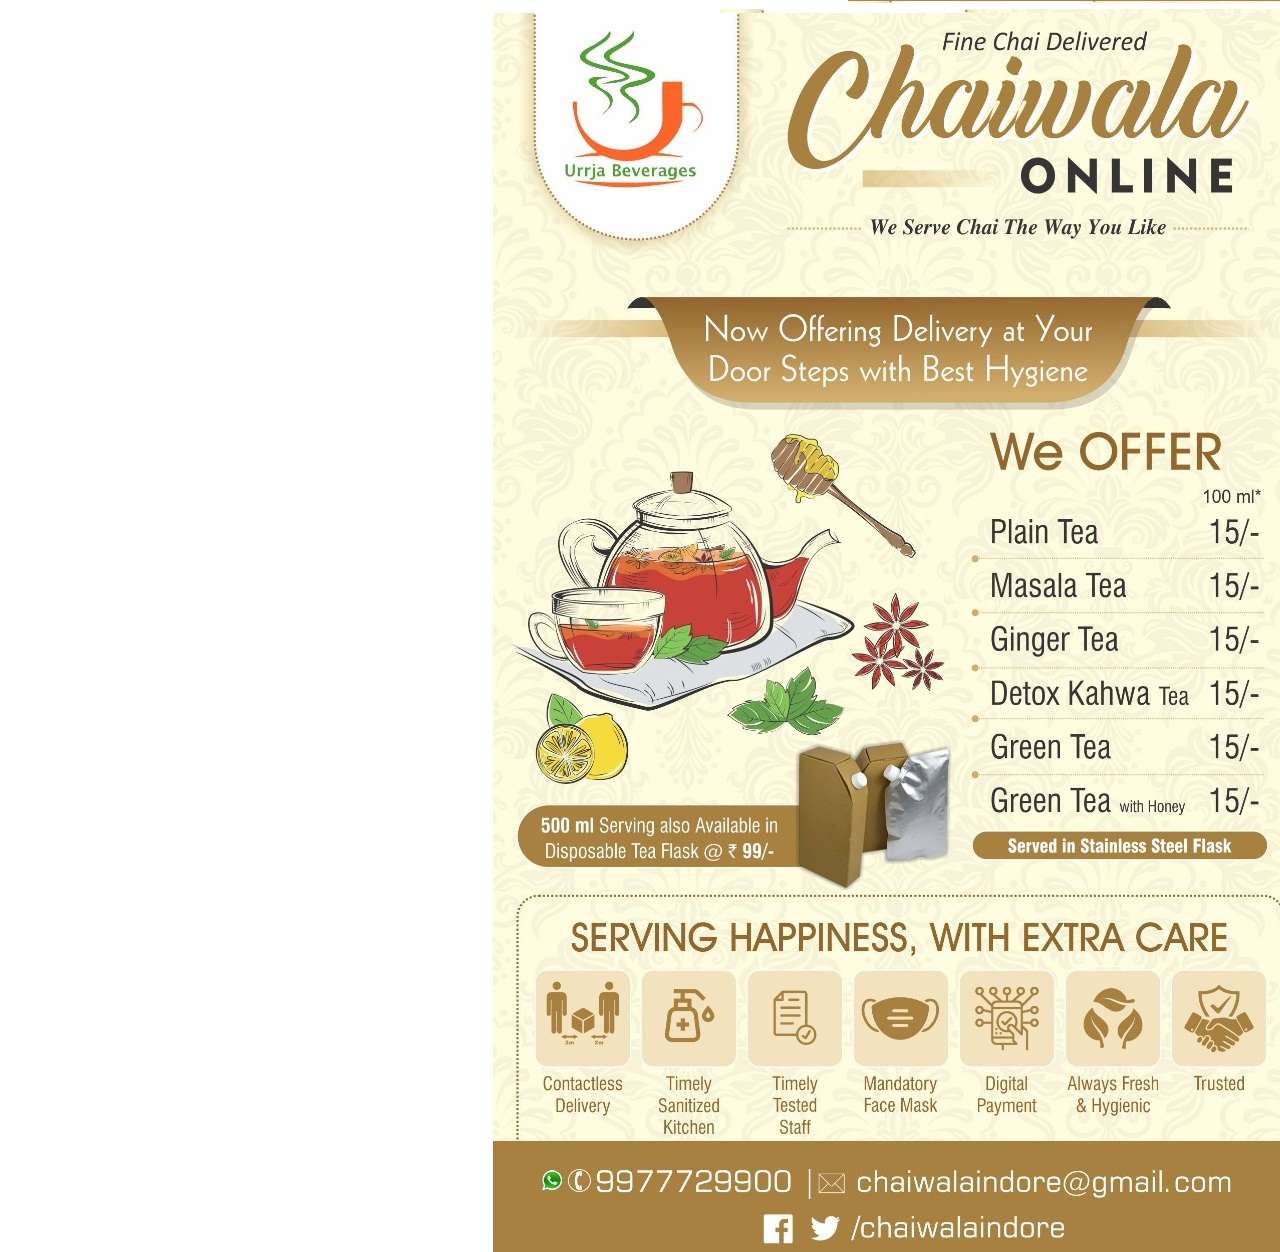 Fine Chai Delivered
Chaiwala
ONLINE
Urrja Beverages
We Serve Chai The Way You Like
Now Offering Delivery at Your
Door Steps with Best Hygiene
We OFFER
100 ml*
Plain Tea 15/-
Masala Tea 15/-
Ginger Tea 15/-
Detox Kahwa Tea 15/-
Green Tea 15/-
Green Tea with Honey 15/-
Served in Stainless Steel Flask
500 ml Serving also Available in
Disposable Tea Flask @ ₹ 99/-
SERVING HAPPINESS, WITH EXTRA CARE
2m 2m
Contactless
Delivery
Timely
Sanitized
Kitchen
Timely
Tested
Staff
Mandatory
Face Mask
Digital
Payment
Always Fresh
& Hygienic
Trusted
9977729900 | chaiwalaindore@gmail.com
/chaiwalaindore